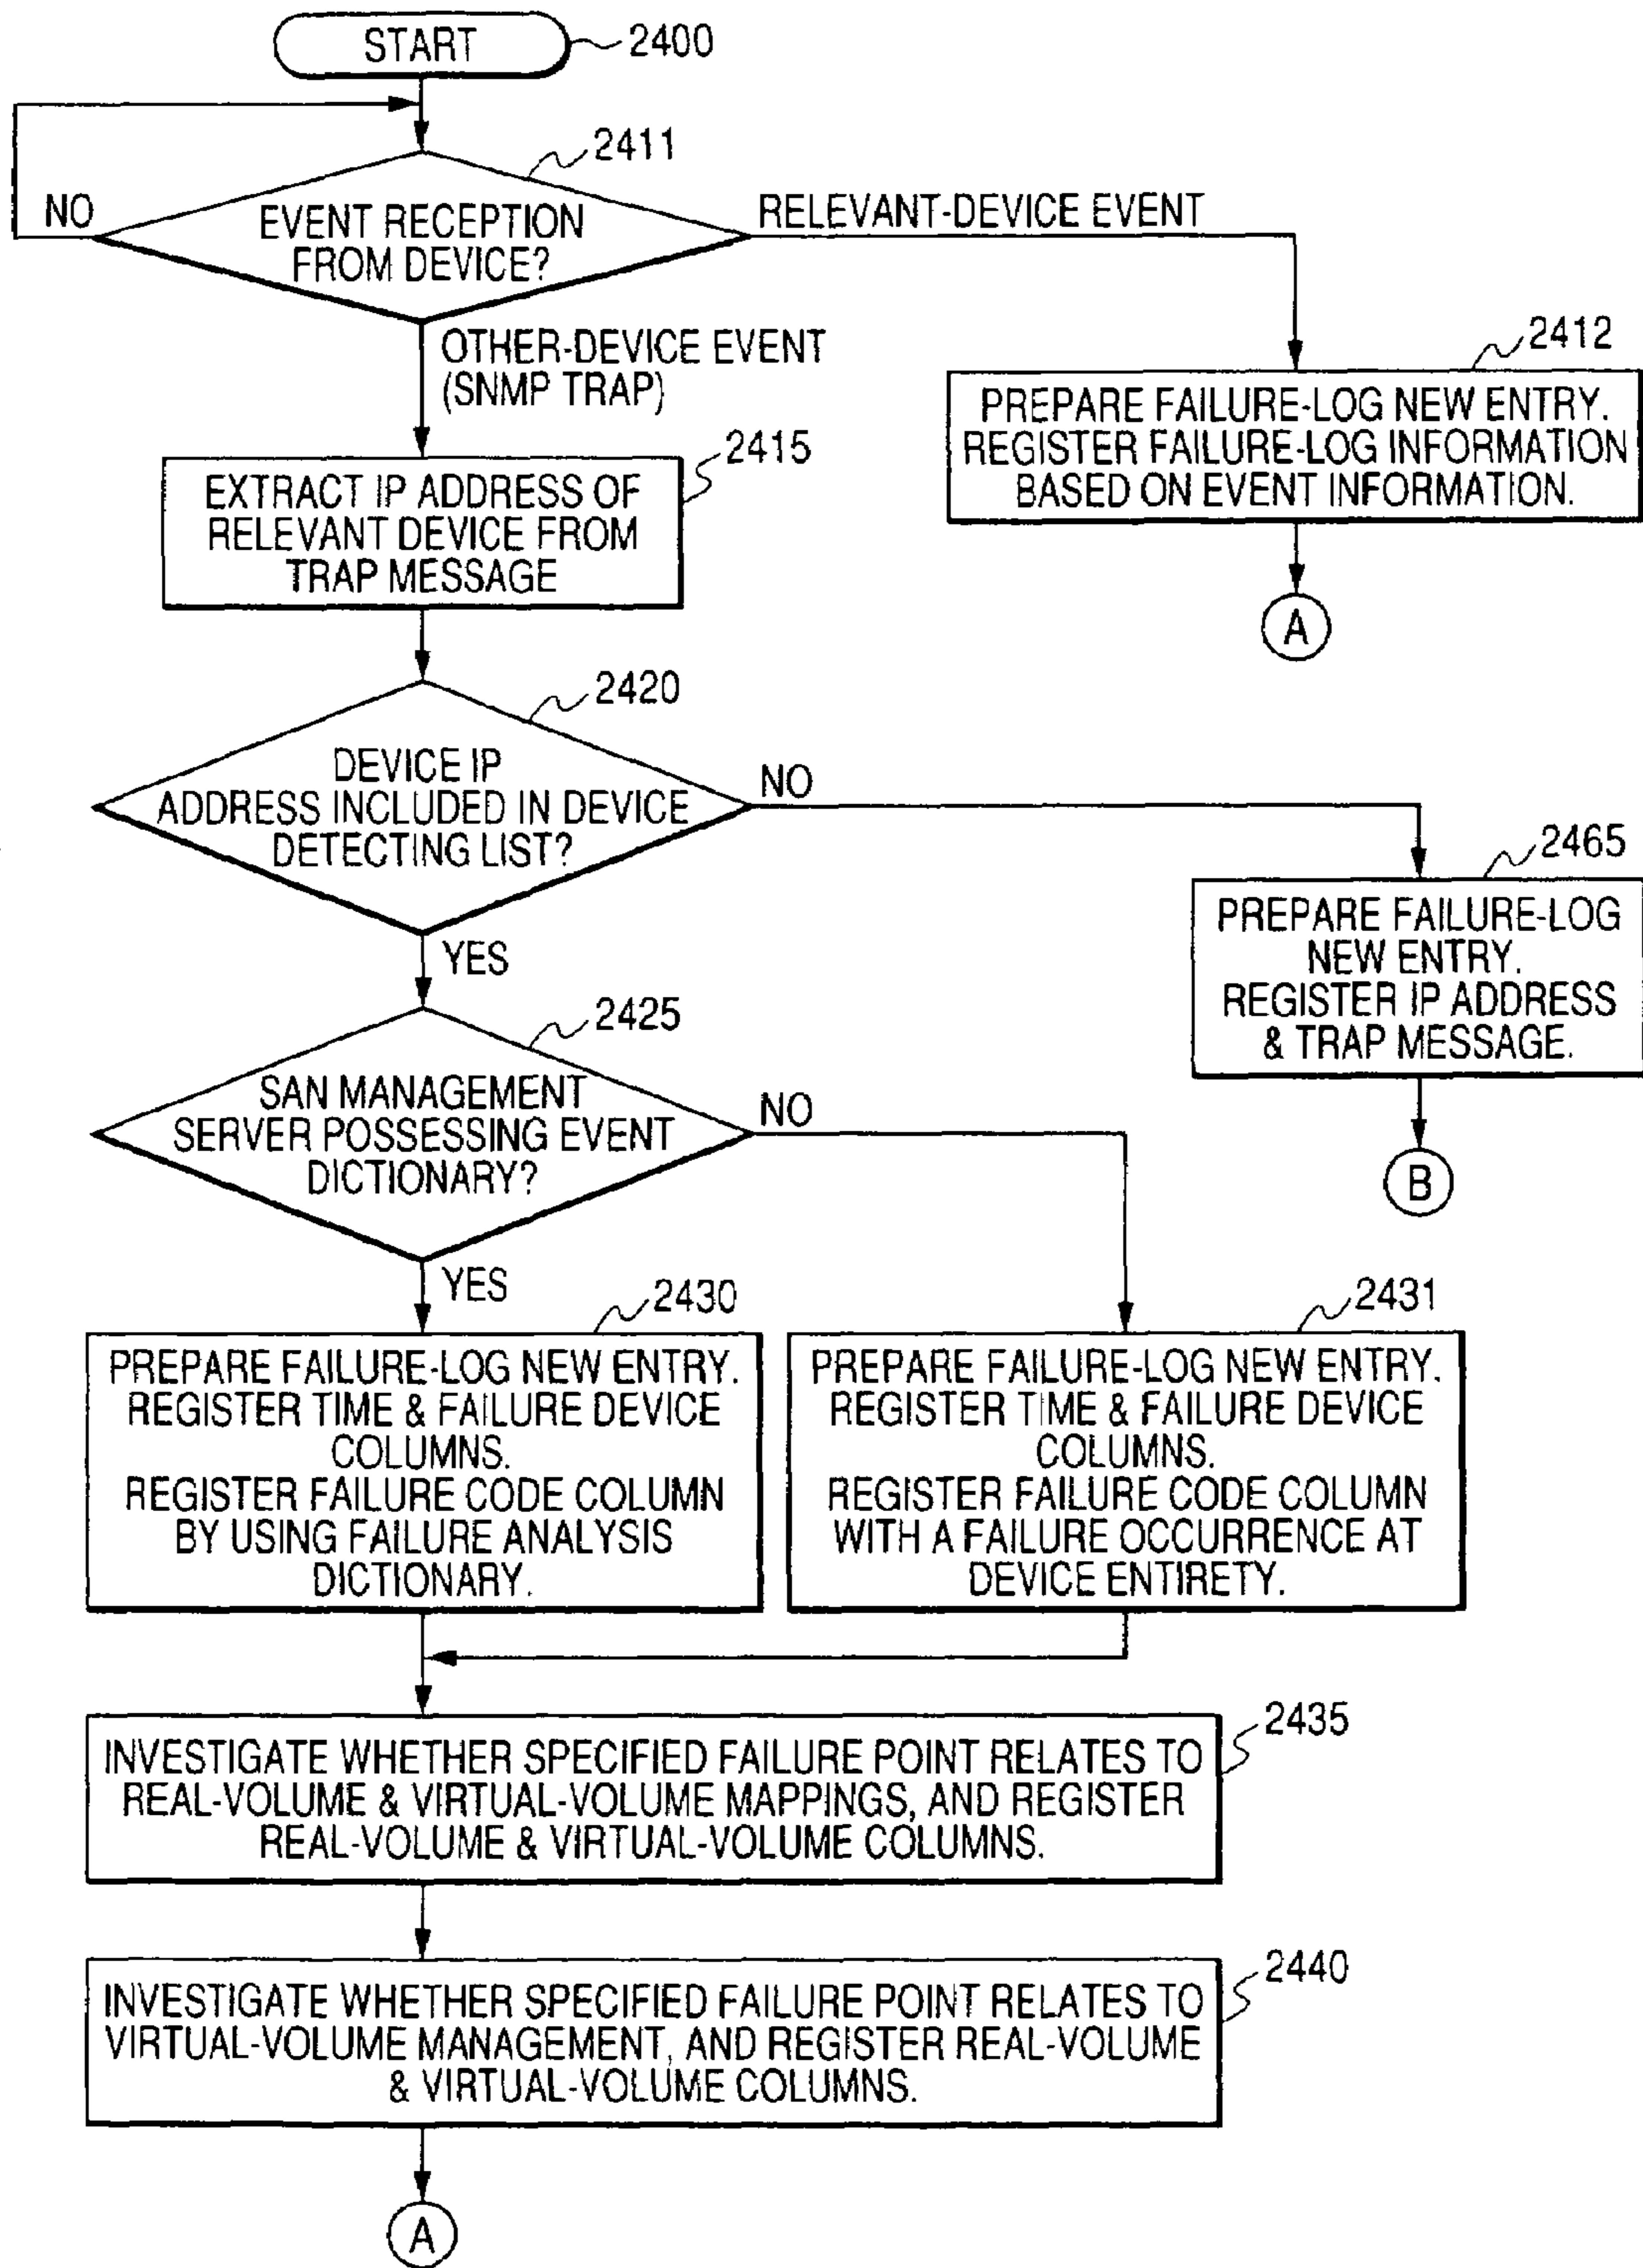 START
2400
2411
NO
EVENT RECEPTION
FROM DEVICE?
RELEVANT-DEVICE EVENT
OTHER-DEVICE EVENT
(SNMP TRAP)
2412
PREPARE FAILURE-LOG NEW ENTRY.
REGISTER FAILURE-LOG INFORMATION
BASED ON EVENT INFORMATION.
A
2415
EXTRACT IP ADDRESS OF
RELEVANT DEVICE FROM
TRAP MESSAGE
2420
DEVICE IP
ADDRESS INCLUDED IN DEVICE
DETECTING LIST?
NO
YES
2465
PREPARE FAILURE-LOG
NEW ENTRY.
REGISTER IP ADDRESS
& TRAP MESSAGE.
B
2425
SAN MANAGEMENT
SERVER POSSESSING EVENT
DICTIONARY?
NO
YES
2430
PREPARE FAILURE-LOG NEW ENTRY.
REGISTER TIME & FAILURE DEVICE
COLUMNS.
REGISTER FAILURE CODE COLUMN
BY USING FAILURE ANALYSIS
DICTIONARY.
2431
PREPARE FAILURE-LOG NEW ENTRY.
REGISTER TIME & FAILURE DEVICE
COLUMNS.
REGISTER FAILURE CODE COLUMN
WITH A FAILURE OCCURRENCE AT
DEVICE ENTIRETY.
2435
INVESTIGATE WHETHER SPECIFIED FAILURE POINT RELATES TO
REAL-VOLUME & VIRTUAL-VOLUME MAPPINGS, AND REGISTER
REAL-VOLUME & VIRTUAL-VOLUME COLUMNS.
2440
INVESTIGATE WHETHER SPECIFIED FAILURE POINT RELATES TO
VIRTUAL-VOLUME MANAGEMENT, AND REGISTER REAL-VOLUME
& VIRTUAL-VOLUME COLUMNS.
A